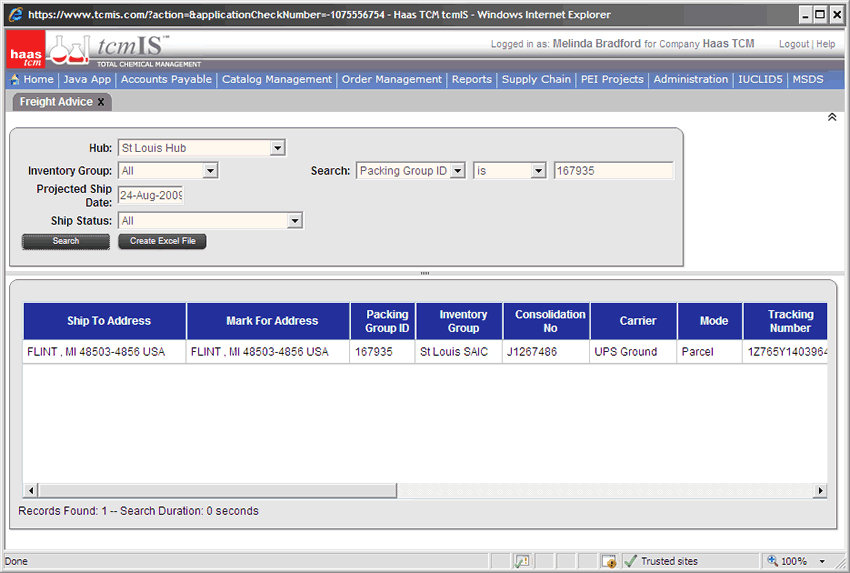 https://www.tcmis.com/?action=&applicationCheckNumber=-1075556754 - Haas TCM tcmIS - Windows Internet Explorer
haas tcm
tcmIS™
TOTAL CHEMICAL MANAGEMENT
Logged in as: Melinda Bradford for Company Haas TCM Logout | Help
Home | Java App | Accounts Payable | Catalog Management | Order Management | Reports | Supply Chain | PEI Projects | Administration | IUCLID5 | MSDS
Freight Advice X
Hub: St Louis Hub
Inventory Group: All Search: Packing Group ID is 167935
Projected Ship Date: 24-Aug-2009
Ship Status: All
Search Create Excel File
Ship To Address Mark For Address Packing Group ID Inventory Group Consolidation No Carrier Mode Tracking Number
FLINT , MI 48503-4856 USA FLINT , MI 48503-4856 USA 167935 St Louis SAIC J1267486 UPS Ground Parcel 1Z765Y1403964
Records Found: 1 -- Search Duration: 0 seconds
Done Trusted sites 100%